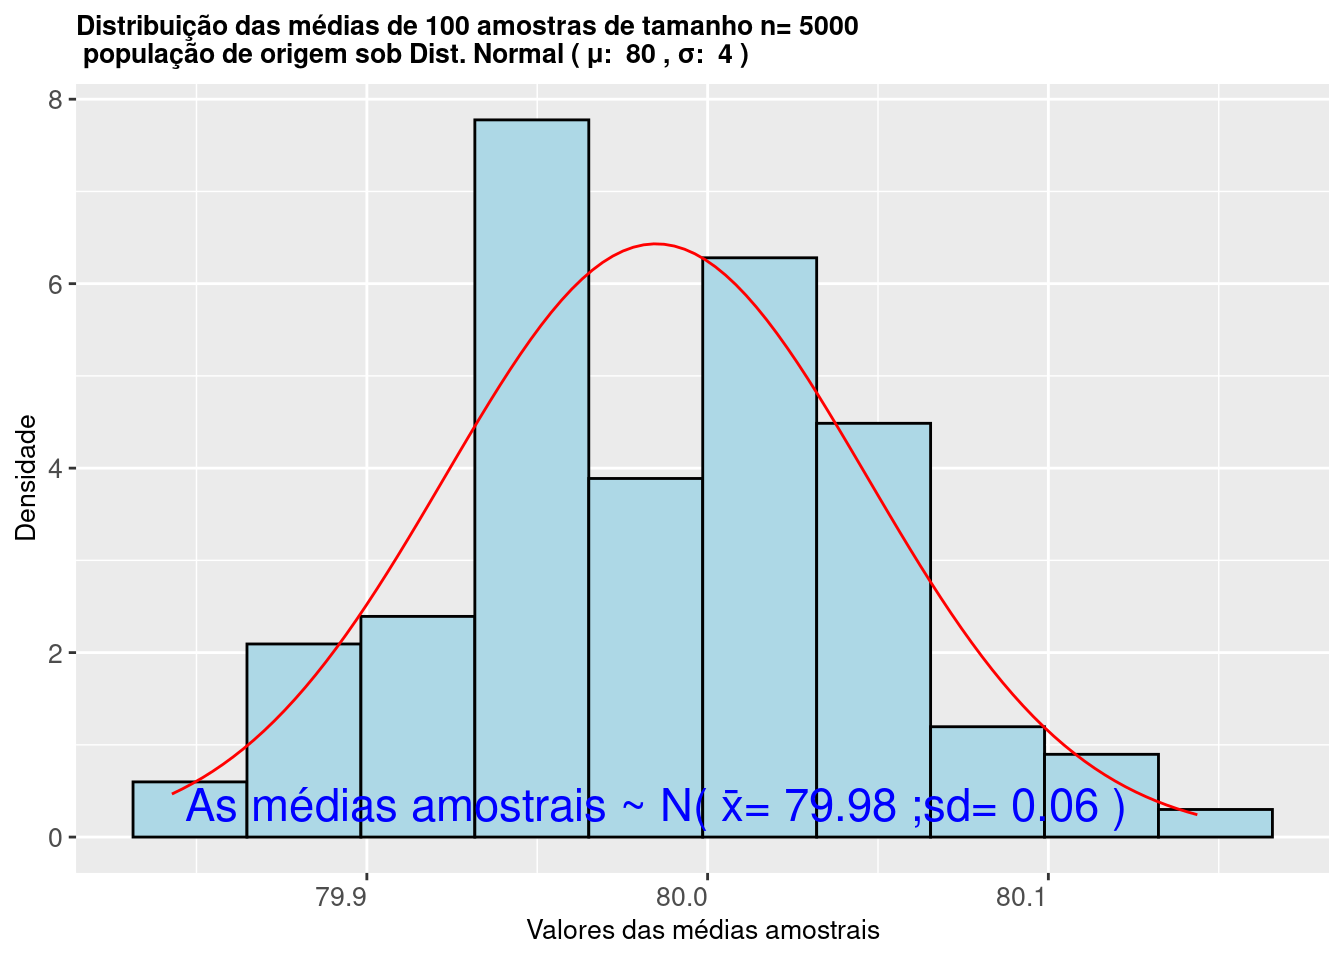 Distribuição das médias de 100 amostras de tamanho n= 5000
população de origem sob Dist. Normal ( μ:  80 , σ:  4 )
8
6
4
2
0
Densidade
As médias amostrais ~ N( x̄= 79.98 ;sd= 0.06 )
79.9 80.0 80.1
Valores das médias amostrais